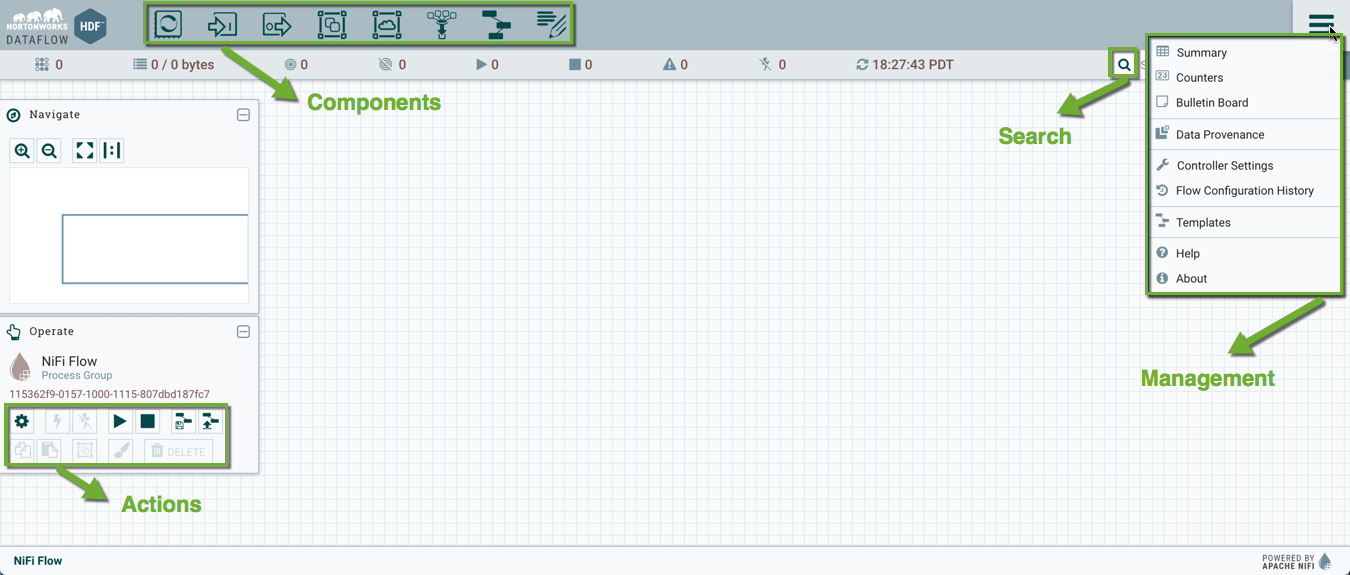 HORTONWORKS
DATAFLOW
HDF
0
0 / 0 bytes
0
0
0
0
0
0
18:27:43 PDT
Components
Search
Summary
23
Counters
Bulletin Board
Data Provenance
Controller Settings
Flow Configuration History
Templates
Help
About
Management
Navigate
Operate
NiFi Flow
Process Group
115362f9-0157-1000-1115-807dbd187fc7
DELETE
Actions
NiFi Flow
POWERED BY
APACHE NIFI